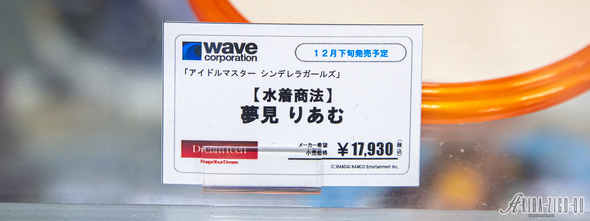 wave
corporation
12月下旬発売予定
「アイドルマスター シンデレラガールズ」
【水着商法】
夢見 りあむ
DreamTech
メーカー希望
小売価格
¥17,930
(税込)
(C)BANDAI NAMCO Entertainment Inc.
AKIBA-ZIGO-QU